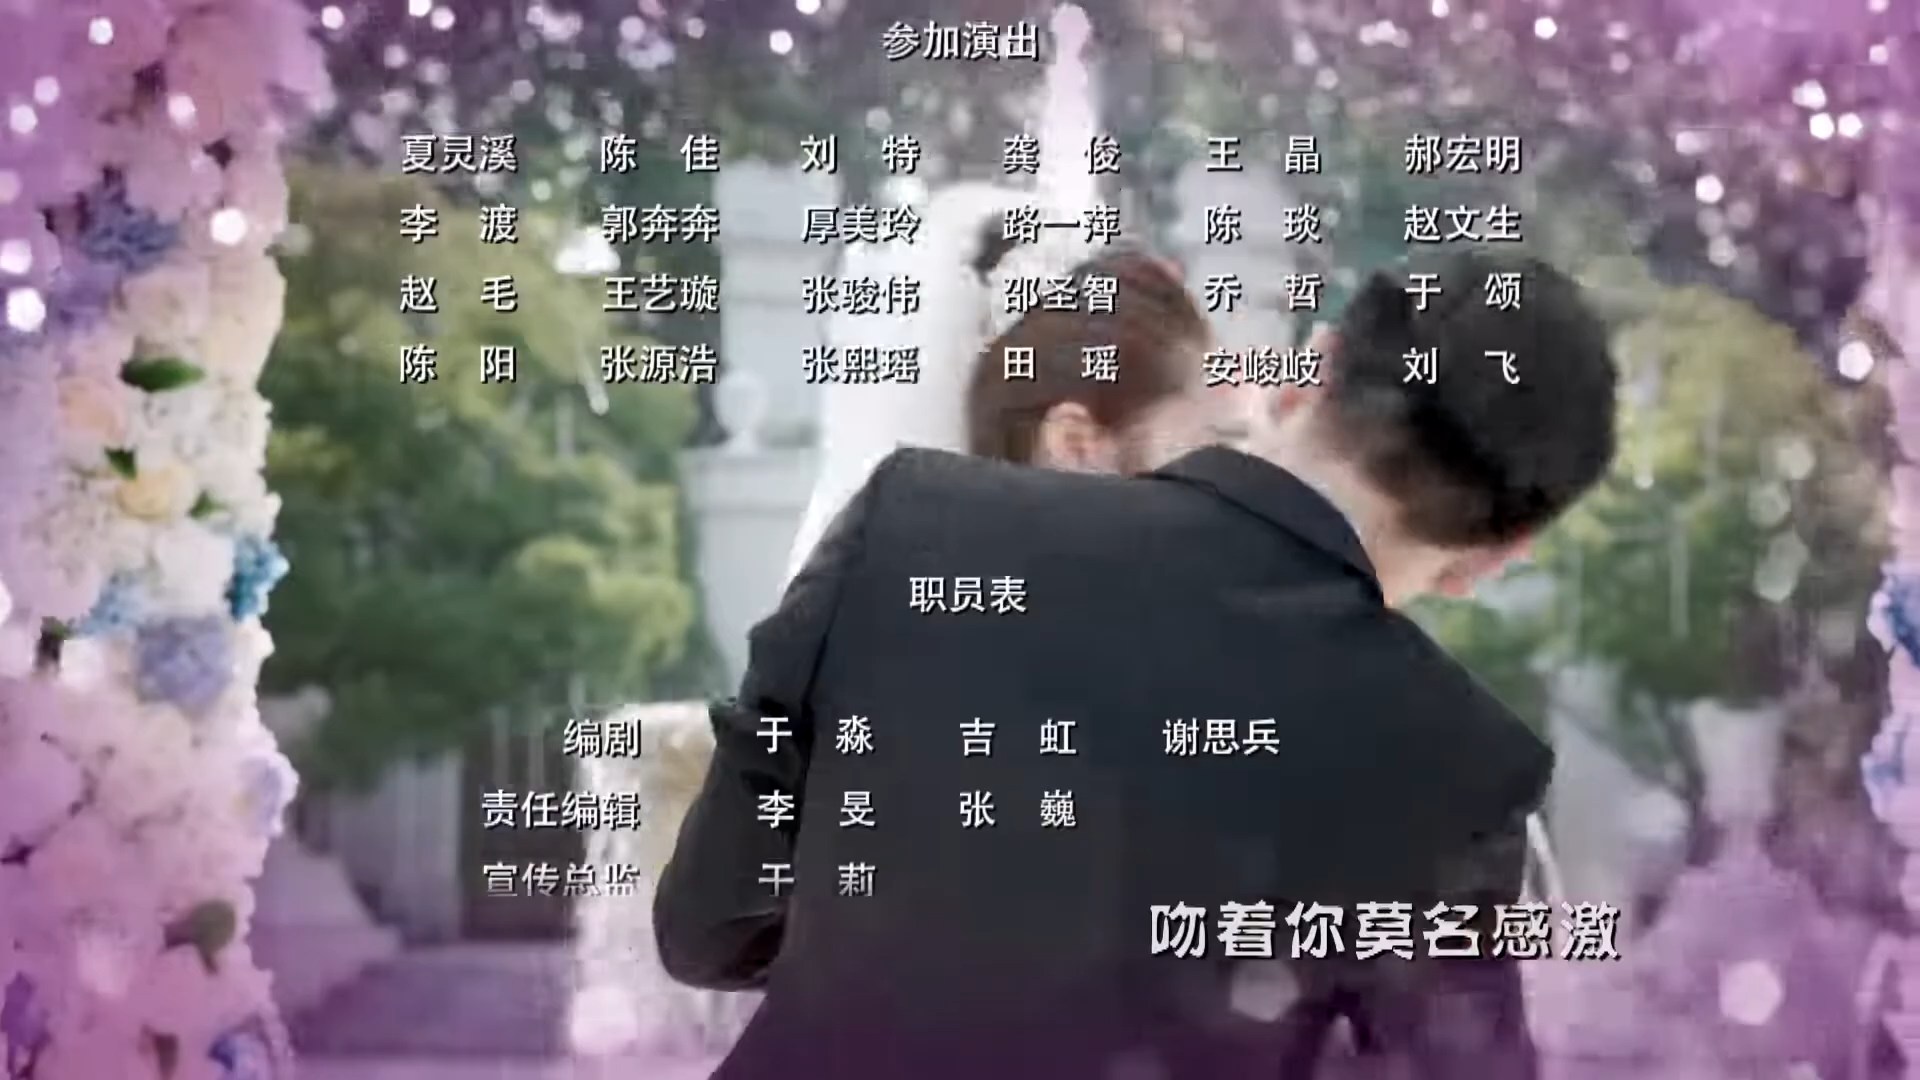 参加演出
夏灵溪 陈佳 刘特 龚俊 王晶 郝宏明
李渡 郭奔奔 厚美玲 路一萍 陈琰 赵文生
赵毛 王艺璇 张骏伟 邵圣智 乔哲 于颂
陈阳 张源浩 张熙瑶 田瑶 安峻岐 刘飞
职员表
编剧 于淼 吉虹 谢思兵
责任编辑 李旻 张巍
宣传总监 莉
吻着你莫名感激